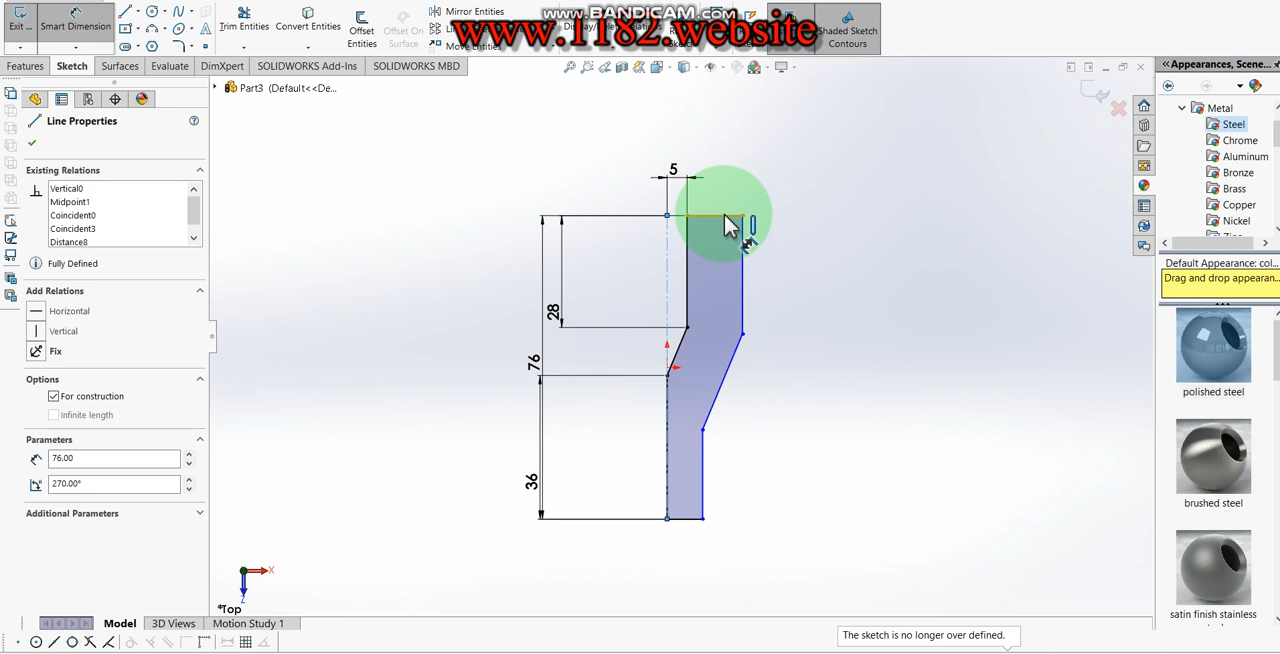 www.BANDICAM.com
www.1182.website
Exit ...
Smart Dimension
Trim Entities
Convert Entities
Offset Entities
Offset On Surface
Mirror Entities
Move Entities
Shaded Sketch Contours
Features
Sketch
Surfaces
Evaluate
DimXpert
SOLIDWORKS Add-Ins
SOLIDWORKS MBD
Part3 (Default<<De...
Line Properties
Existing Relations
Vertical0
Midpoint1
Coincident0
Coincident3
Distance8
Fully Defined
Add Relations
Horizontal
Vertical
Fix
Options
For construction
Infinite length
Parameters
76.00
270.00°
Additional Parameters
5
28
76
36
X
Z
*Top
Model
3D Views
Motion Study 1
The sketch is no longer over defined.
Appearances, Scene...
Metal
Steel
Chrome
Aluminum
Bronze
Brass
Copper
Nickel
Default Appearance: col...
Drag and drop appearan...
polished steel
brushed steel
satin finish stainless